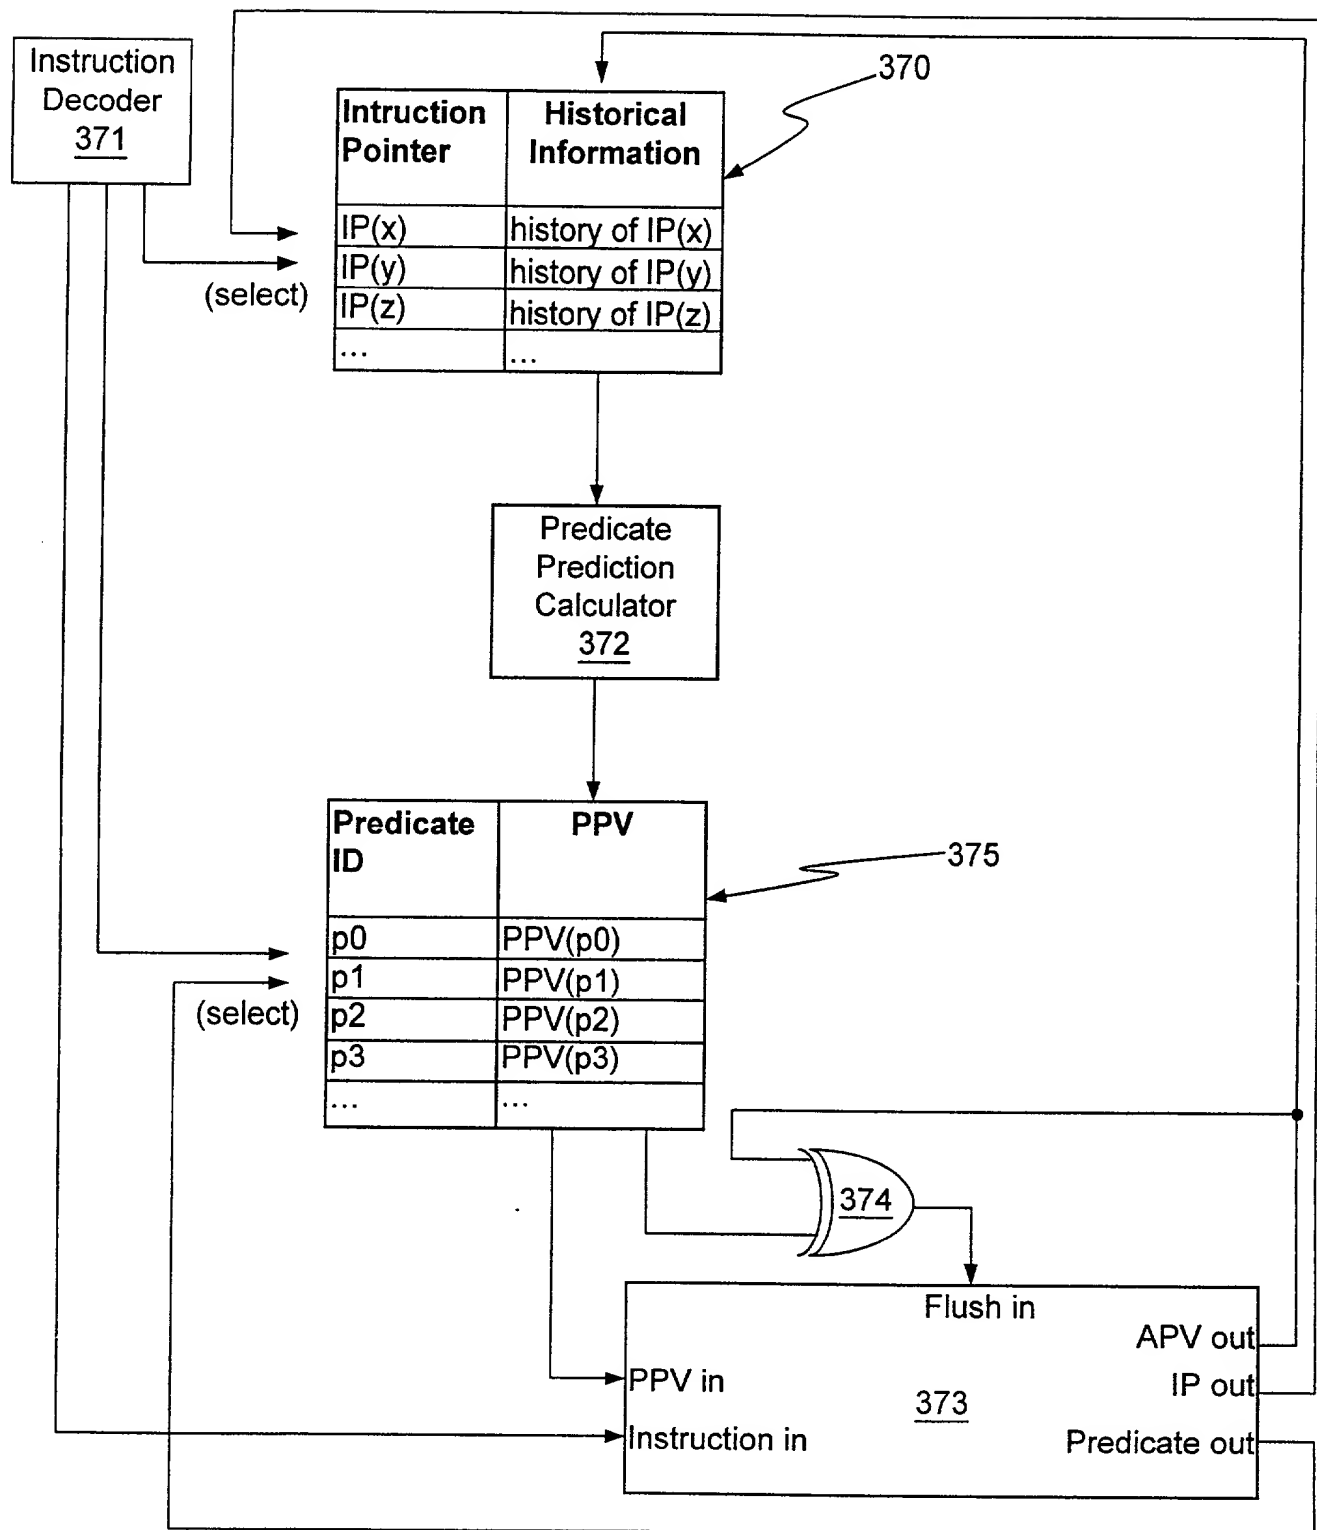 Instruction
Decoder
371
370
Intruction
Pointer
Historical
Information
IP(x)
history of IP(x)
IP(y)
history of IP(y)
(select)
IP(z)
history of IP(z)
...
...
Predicate
Prediction
Calculator
372
Predicate
ID
PPV
375
p0
PPV(p0)
p1
PPV(p1)
(select)
p2
PPV(p2)
p3
PPV(p3)
...
...
374
Flush in
APV out
PPV in
IP out
373
Instruction in
Predicate out